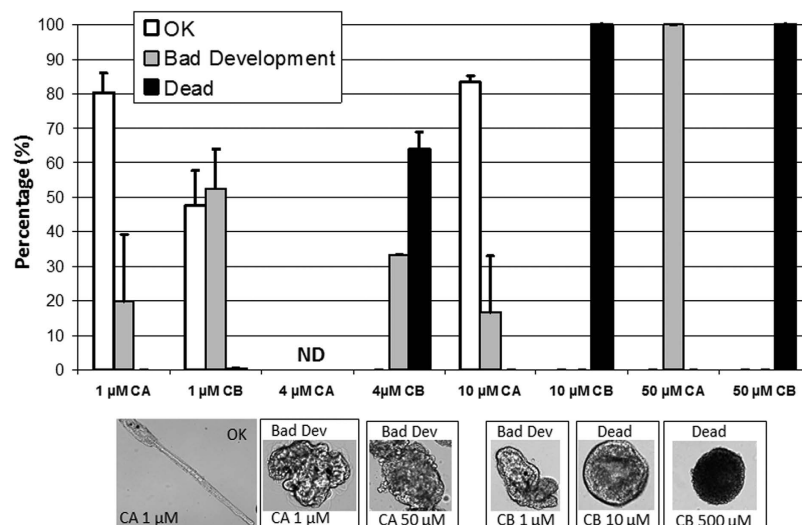 100
90
80
70
60
50
40
30
20
10
0
Percentage (%)
OK
Bad Development
Dead
ND
1 µM CA
1 µM CB
4 µM CA
4µM CB
10 µM CA
10 µM CB
50 µM CA
50 µM CB
OK
CA 1 µM
Bad Dev
CA 1 µM
Bad Dev
CA 50 µM
Bad Dev
CB 1 µM
Dead
CB 10 µM
Dead
CB 500 µM